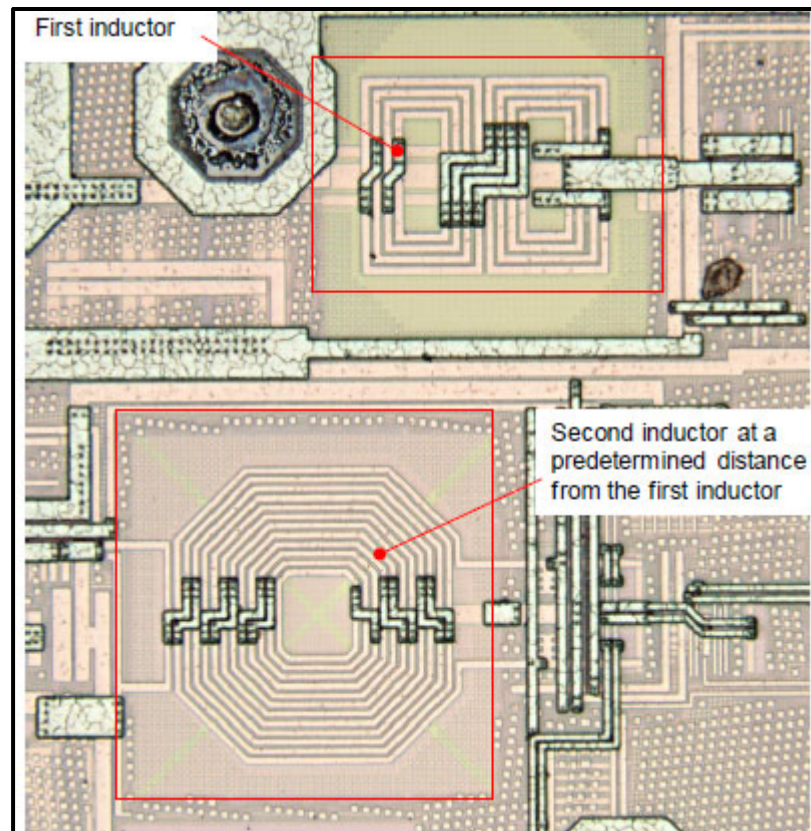 First inductor
Second inductor at a
predetermined distance
from the first inductor